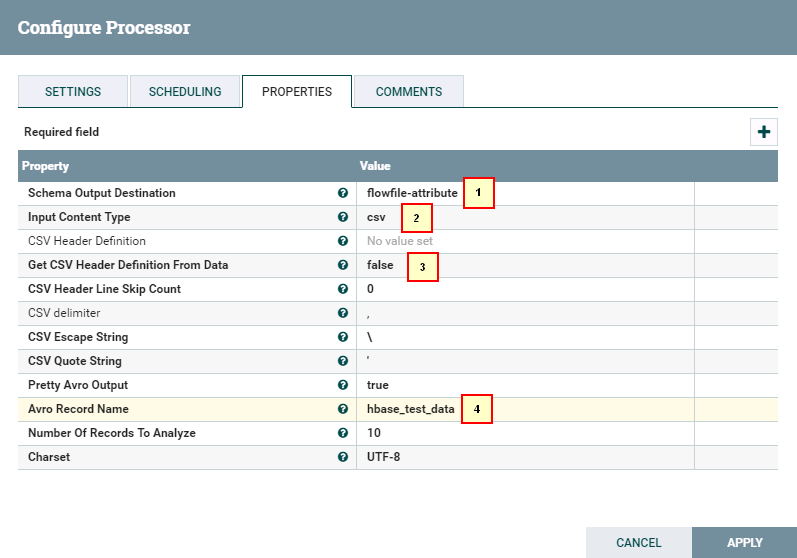 Configure Processor
SETTINGS SCHEDULING PROPERTIES COMMENTS
Required field
Property Value
Schema Output Destination flowfile-attribute 1
Input Content Type csv 2
CSV Header Definition No value set
Get CSV Header Definition From Data false 3
CSV Header Line Skip Count 0
CSV delimiter ,
CSV Escape String \
CSV Quote String '
Pretty Avro Output true
Avro Record Name hbase_test_data 4
Number Of Records To Analyze 10
Charset UTF-8
CANCEL APPLY